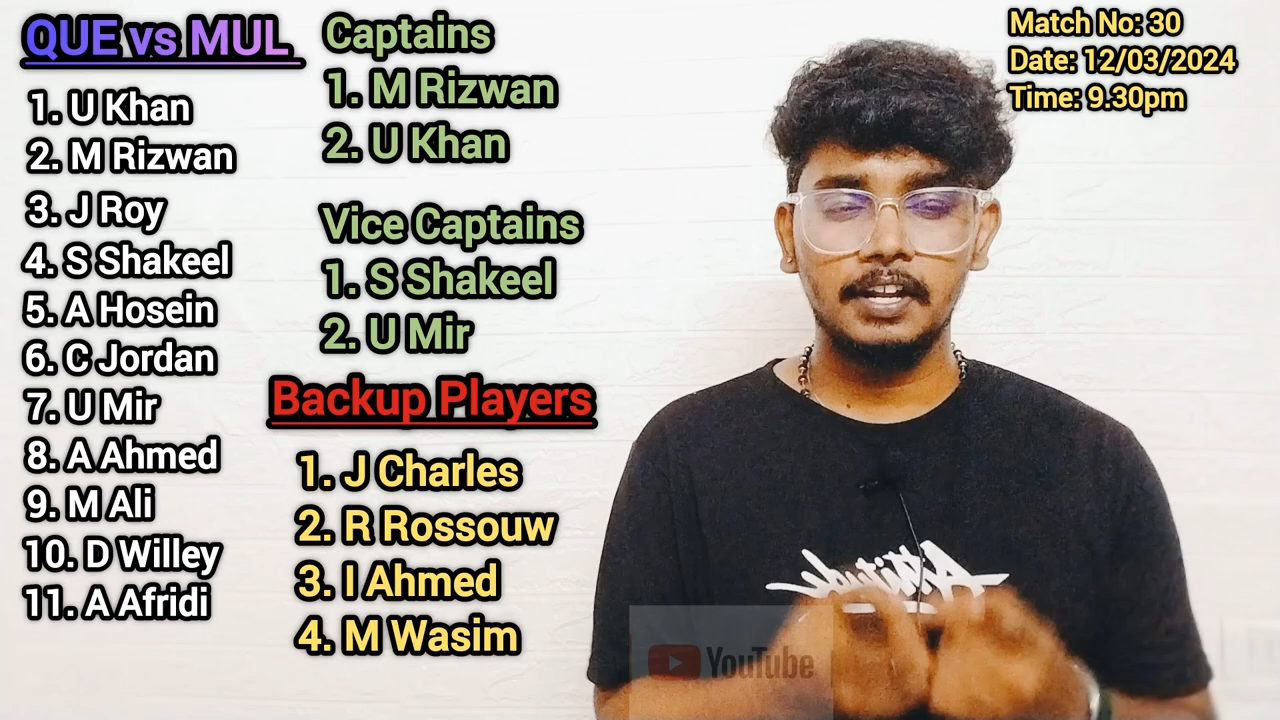 QUE vs MUL
1. U Khan
2. M Rizwan
3. J Roy
4. S Shakeel
5. A Hosein
6. C Jordan
7. U Mir
8. A Ahmed
9. M Ali
10. D Willey
11. A Afridi
Captains
1. M Rizwan
2. U Khan
Vice Captains
1. S Shakeel
2. U Mir
Backup Players
1. J Charles
2. R Rossouw
3. I Ahmed
4. M Wasim
Match No: 30
Date: 12/03/2024
Time: 9.30pm
Attitude
YouTube